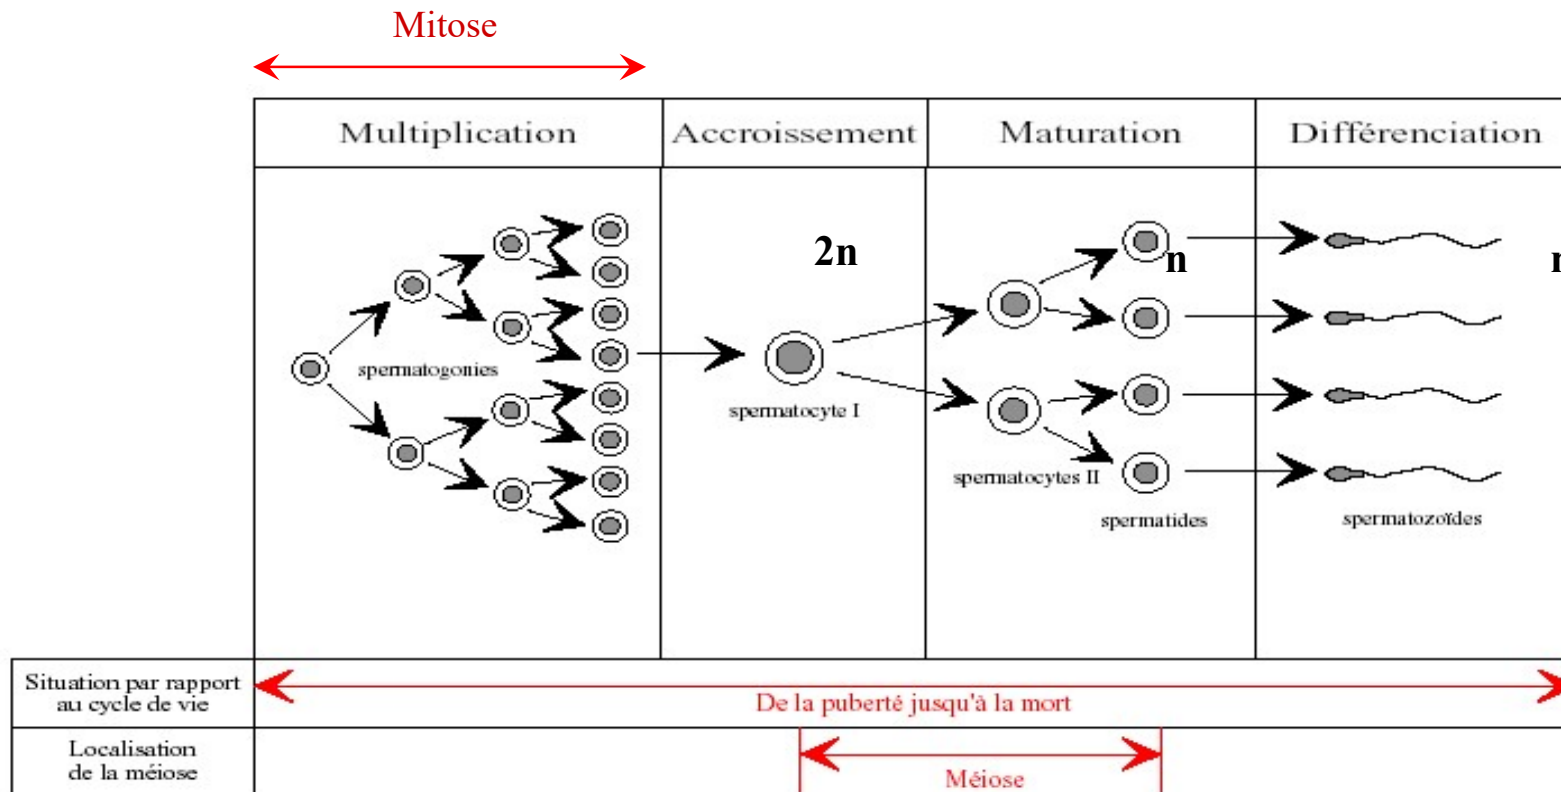 Mitose
Multiplication
Accroissement
Maturation
Différenciation
2n
n
spermatogonies
spermatocyte I
spermatocytes II
spermatides
spermatozoïdes
Situation par rapport
au cycle de vie
De la puberté jusqu'à la mort
Localisation
de la méiose
Méiose